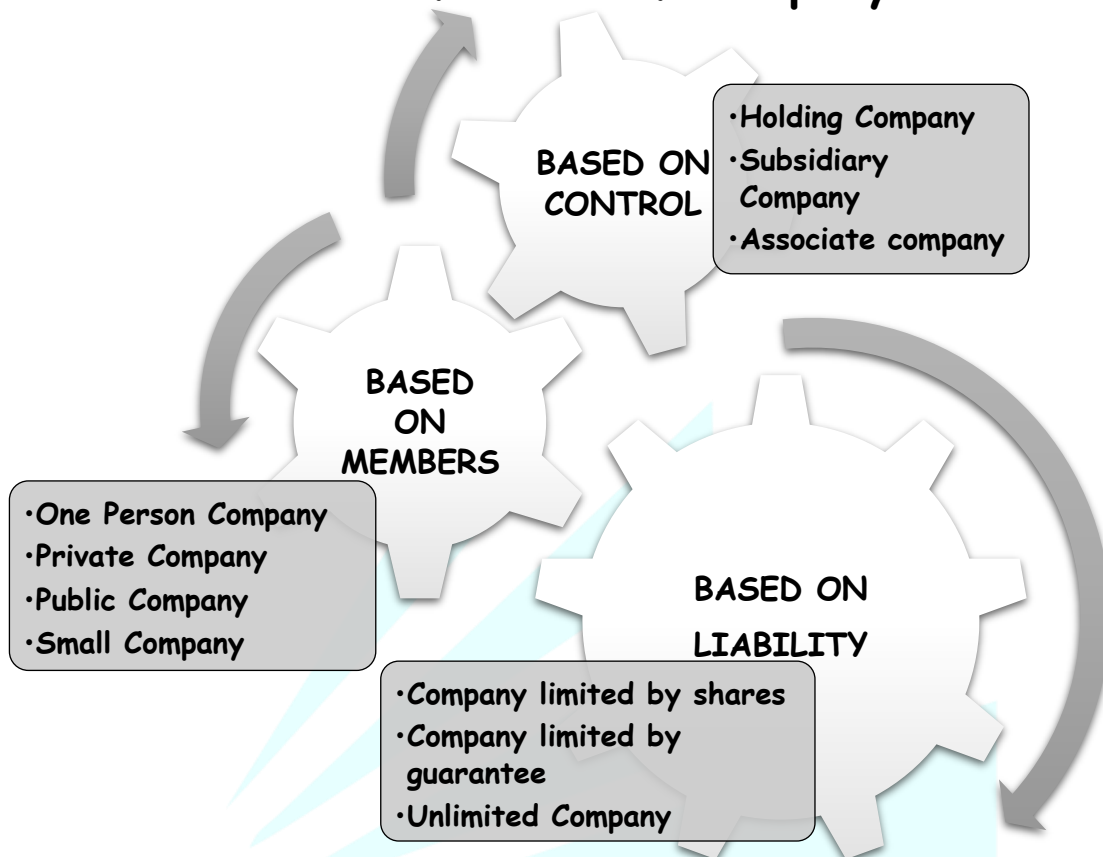 BASED ON
CONTROL
·Holding Company
·Subsidiary
Company
·Associate company
BASED
ON
MEMBERS
·One Person Company
·Private Company
·Public Company
·Small Company
BASED ON
LIABILITY
·Company limited by shares
·Company limited by
guarantee
·Unlimited Company